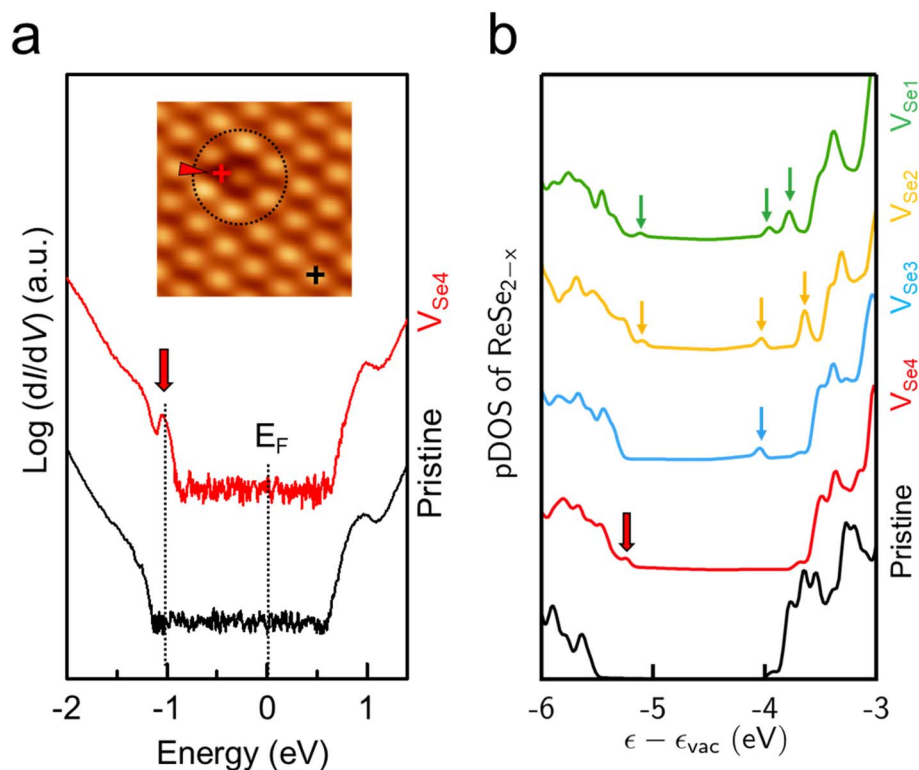 a
Log (dI/dV) (a.u.)
E_F
V_Se4
Pristine
-2
-1
0
1
Energy (eV)
b
pDOS of ReSe_2−x
V_Se1
V_Se2
V_Se3
V_Se4
Pristine
-6
-5
-4
-3
ϵ − ϵ_vac (eV)